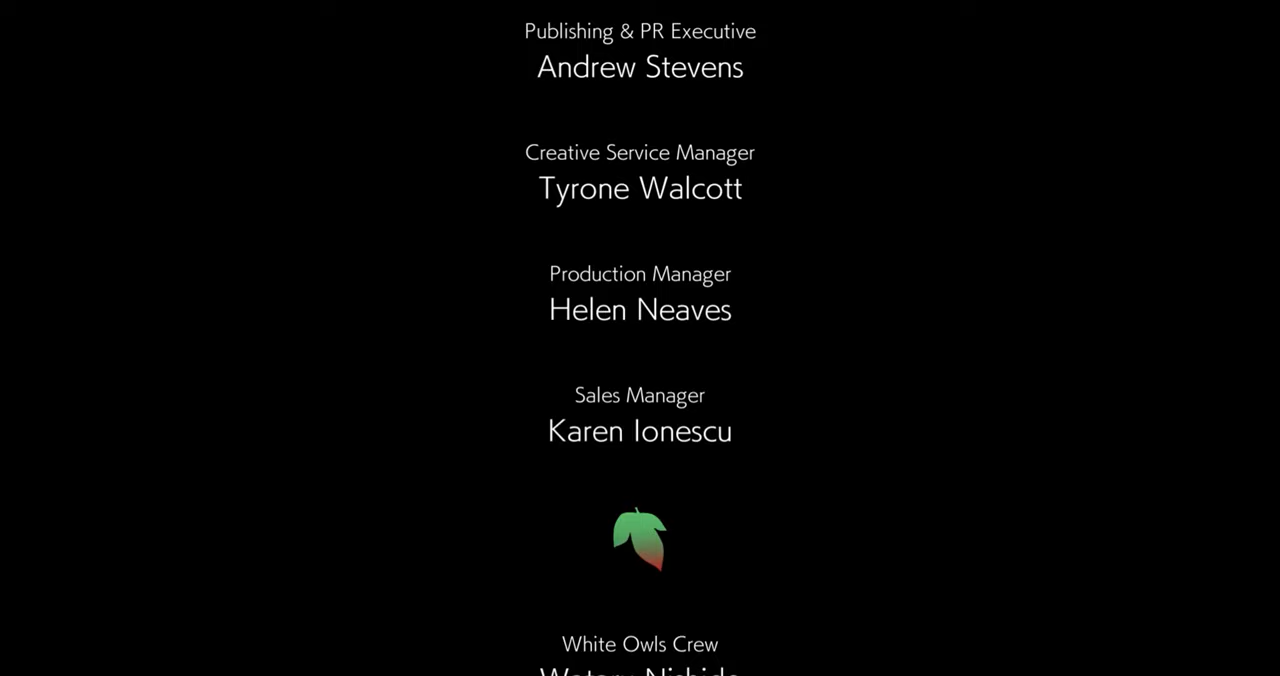 Publishing & PR Executive
Andrew Stevens
Creative Service Manager
Tyrone Walcott
Production Manager
Helen Neaves
Sales Manager
Karen Ionescu
White Owls Crew